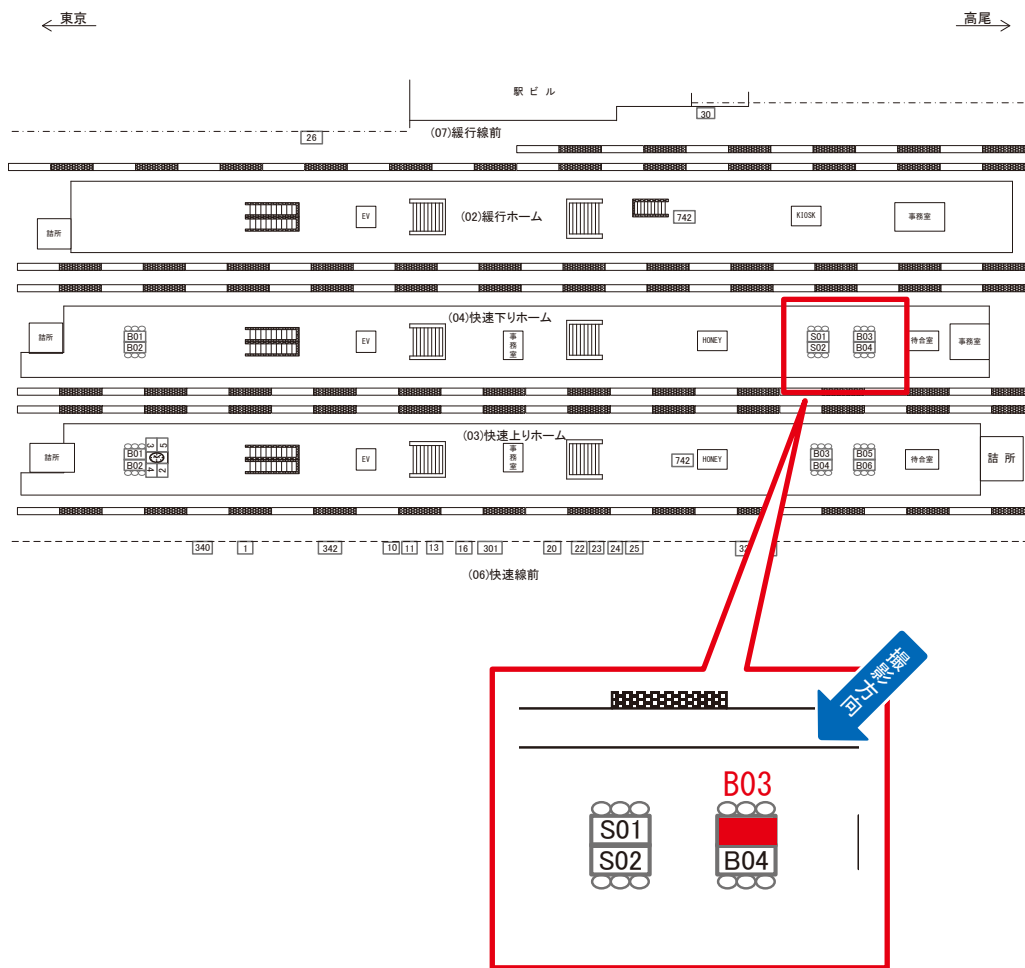 東京
高尾
駅ビル
30
26
(07)緩行線前
(02)緩行ホーム
EV
742
KIOSK
事務室
詰所
(04)快速下りホーム
詰所
B01
B02
EV
事務室
HONEY
S01
S02
B03
B04
待合室
事務室
(03)快速上りホーム
詰所
B01
B02
3
5
4
2
EV
事務室
742
HONEY
B03
B04
B05
B06
待合室
詰所
340
1
342
10
11
13
16
301
20
22
23
24
25
(06)快速線前
撮影方向
B03
S01
S02
B04